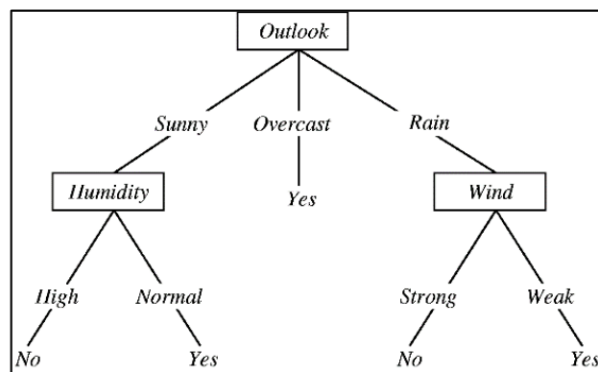 Outlook
Sunny Overcast Rain
Humidity Yes Wind
High Normal Strong Weak
No Yes No Yes